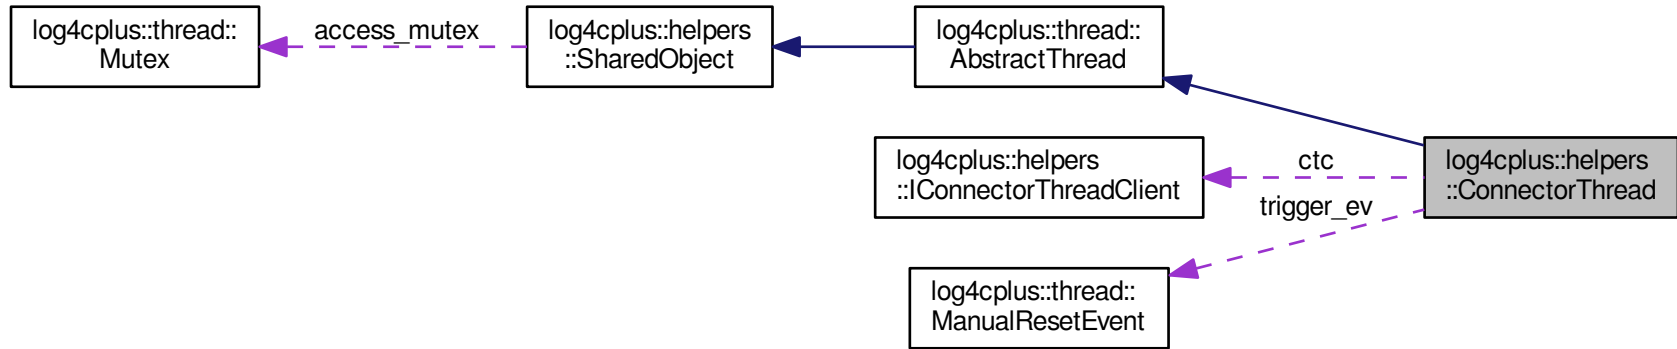 log4cplus::thread::
Mutex
access_mutex
log4cplus::helpers
::SharedObject
log4cplus::thread::
AbstractThread
log4cplus::helpers
::IConnectorThreadClient
ctc
trigger_ev
log4cplus::helpers
::ConnectorThread
log4cplus::thread::
ManualResetEvent